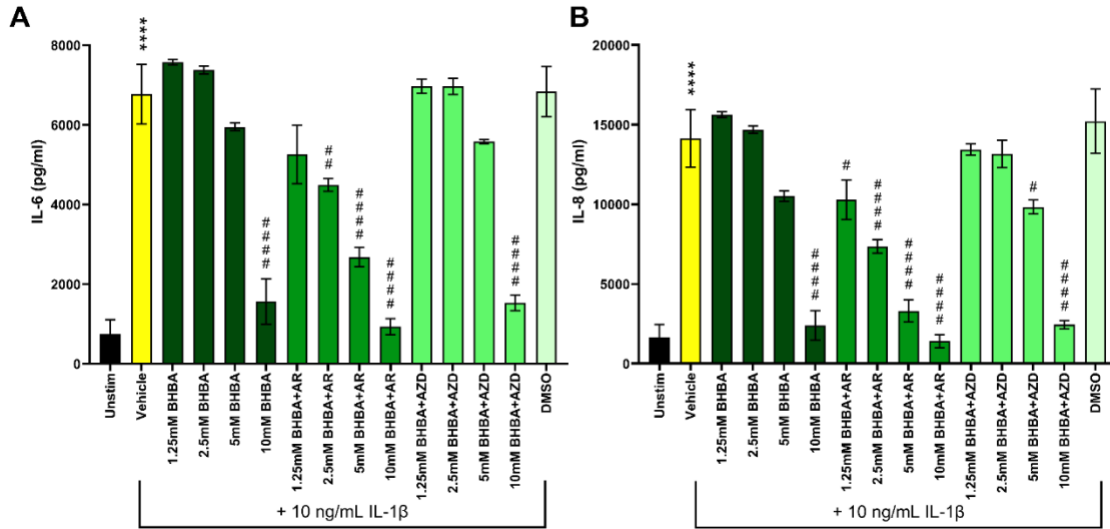 A
IL-6 (pg/ml)
8000
6000
4000
2000
0
****
####
##
####
####
####
Unstim
Vehicle
1.25mM BHBA
2.5mM BHBA
5mM BHBA
10mM BHBA
1.25mM BHBA+AR
2.5mM BHBA+AR
5mM BHBA+AR
10mM BHBA+AR
1.25mM BHBA+AZD
2.5mM BHBA+AZD
5mM BHBA+AZD
10mM BHBA+AZD
DMSO
+ 10 ng/mL IL-1β
B
IL-8 (pg/ml)
20000
15000
10000
5000
0
****
####
#
####
####
####
#
####
Unstim
Vehicle
1.25mM BHBA
2.5mM BHBA
5mM BHBA
10mM BHBA
1.25mM BHBA+AR
2.5mM BHBA+AR
5mM BHBA+AR
10mM BHBA+AR
1.25mM BHBA+AZD
2.5mM BHBA+AZD
5mM BHBA+AZD
10mM BHBA+AZD
DMSO
+ 10 ng/mL IL-1β